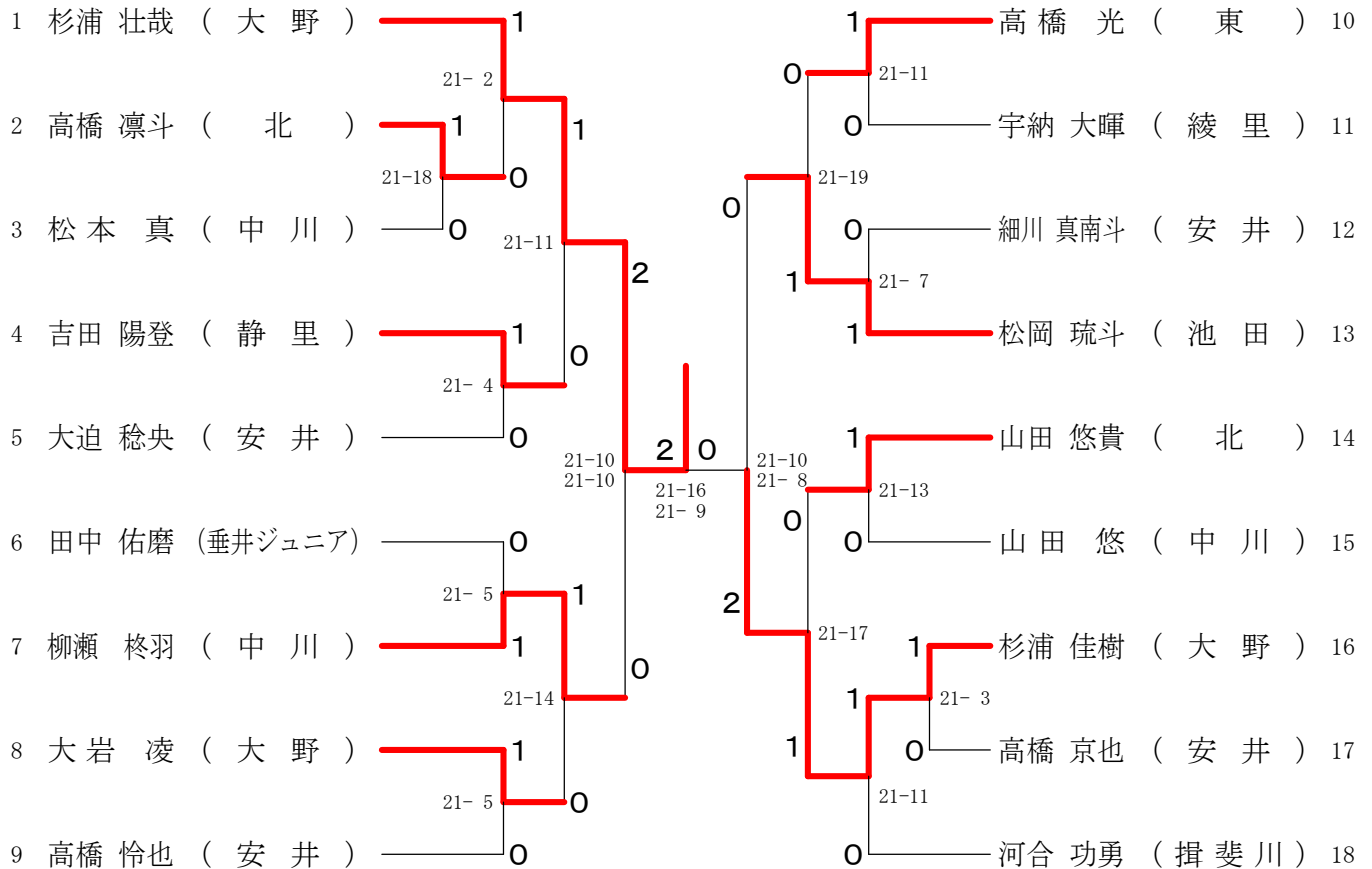 1 杉浦 壮哉 ( 大 野 ) 1
21- 2
2 高橋 凛斗 ( 北 ) 1
1
21-18 0
3 松 本 真 ( 中 川 ) 0
21-11
2
4 吉田 陽登 ( 静 里 ) 1
0
21- 4
5 大迫 稔央 ( 安 井 ) 0
21-10
21-10
6 田中 佑磨 (垂井ジュニア) 0
21- 5 1
7 柳瀬 柊羽 ( 中 川 ) 1
0
21-14
8 大 岩 凌 ( 大 野 ) 1
21- 5 0
9 高橋 怜也 ( 安 井 ) 0
2 0
21-16
21- 9
1 高 橋 光 ( 東 ) 10
0 21-11
0 宇納 大暉 ( 綾 里 ) 11
21-19
0
0 細川 真南斗 ( 安 井 ) 12
1 21- 7
1 松岡 琉斗 ( 池 田 ) 13
1 山田 悠貴 ( 北 ) 14
21-10
21- 8
21-13
0
0 山 田 悠 ( 中 川 ) 15
2
21-17
1 杉浦 佳樹 ( 大 野 ) 16
1 21- 3
1
0 高橋 京也 ( 安 井 ) 17
21-11
0 河合 功勇 ( 揖 斐 川 ) 18